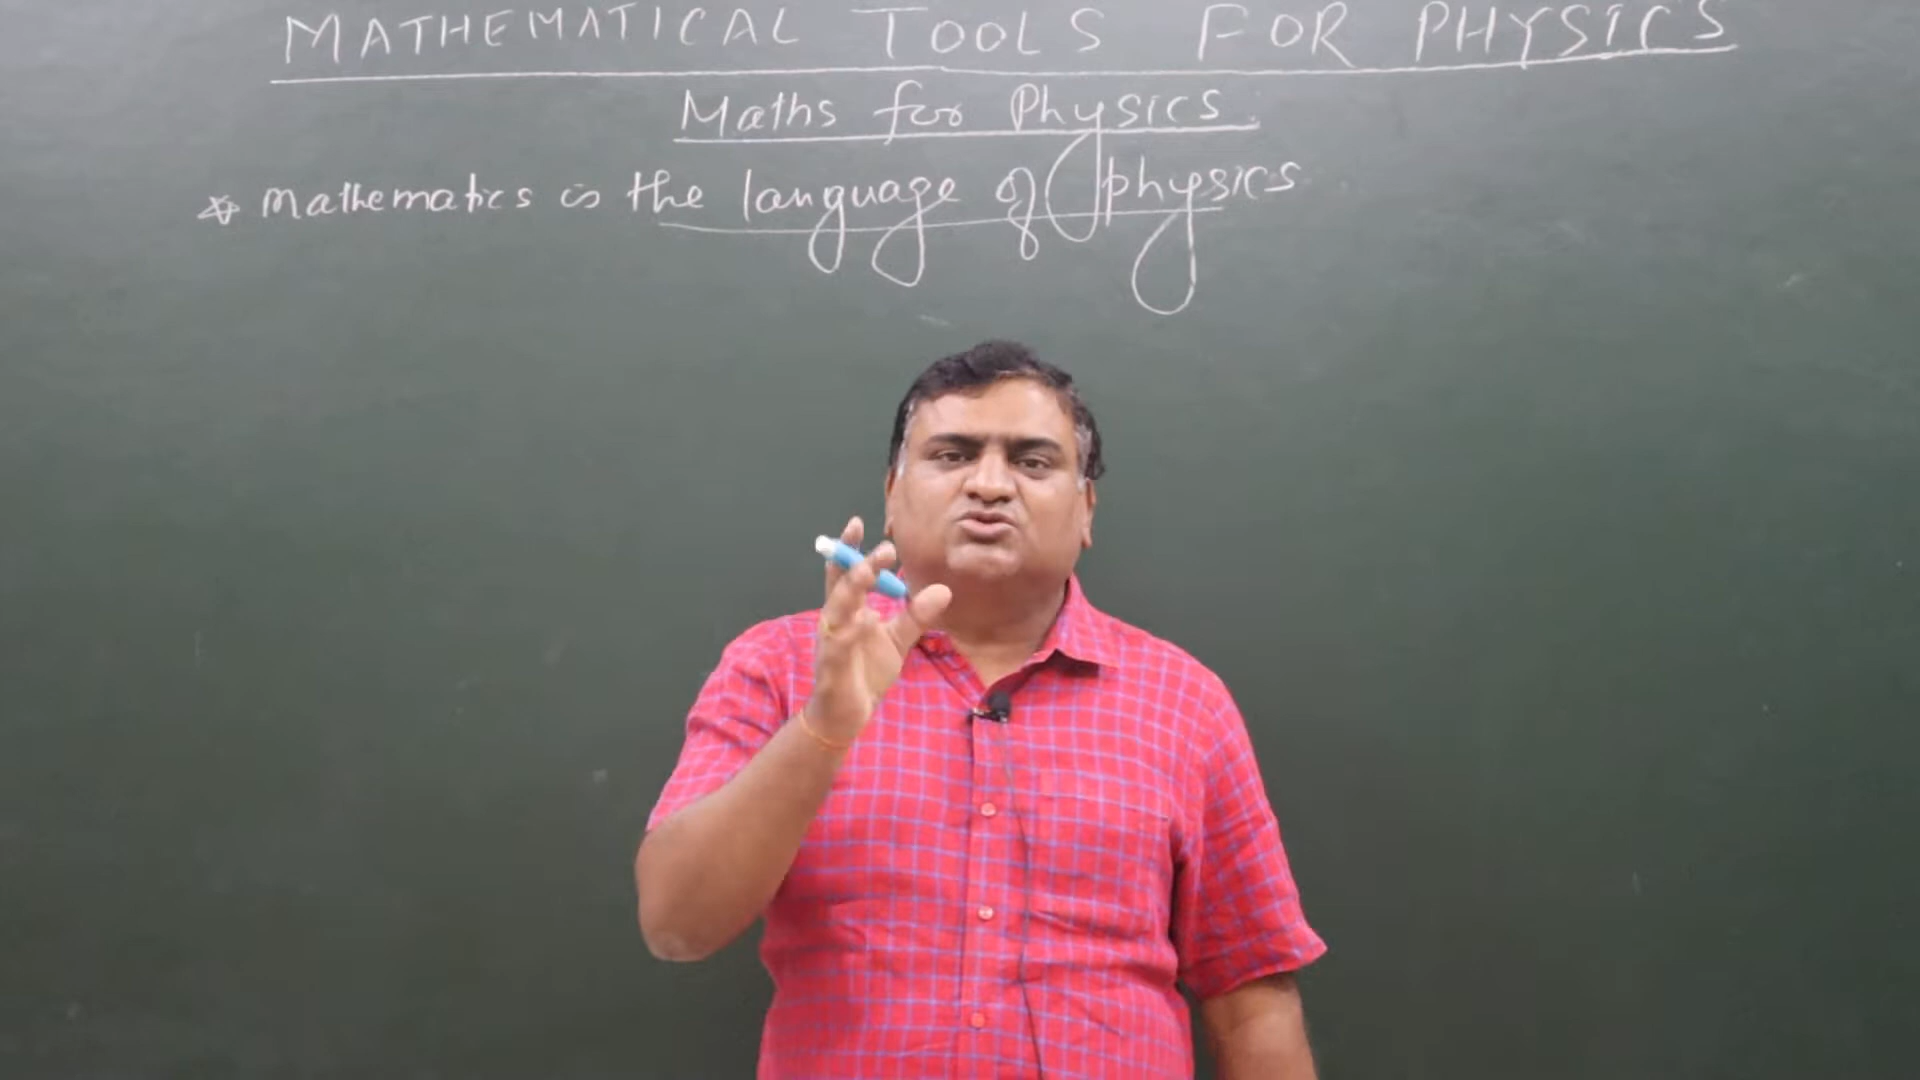 MATHEMATICAL TOOLS FOR PHYSICS
Maths for Physics.
* Mathematics is the language of physics